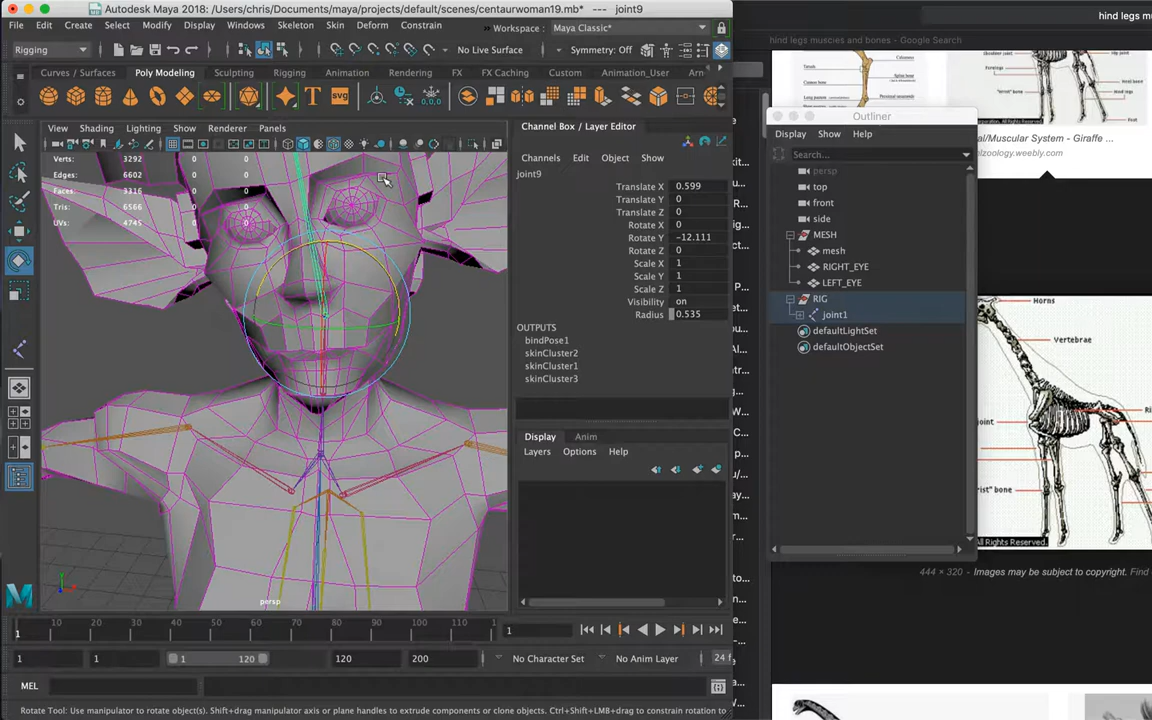 Autodesk Maya 2018: /Users/chris/Documents/maya/projects/default/scenes/centaurwoman19.mb* --- joint9
File Edit Create Select Modify Display Windows Skeleton Skin Deform Constrain
Workspace : Maya Classic*
Rigging
No Live Surface
Symmetry: Off
Curves / Surfaces Poly Modeling Sculpting Rigging Animation Rendering FX FX Caching Custom Animation_User Arn
svg
View Shading Lighting Show Renderer Panels
Verts: 3292 0 0
Edges: 6602 0 0
Faces: 3316 0 0
Tris: 6566 0 0
UVs: 4745 0 0
persp
Channel Box / Layer Editor
Channels Edit Object Show
joint9
Translate X 0.599
Translate Y 0
Translate Z 0
Rotate X 0
Rotate Y -12.111
Rotate Z 0
Scale X 1
Scale Y 1
Scale Z 1
Visibility on
Radius 0.535
OUTPUTS
bindPose1
skinCluster2
skinCluster1
skinCluster3
Display Anim
Layers Options Help
1 10 20 30 40 50 60 70 80 90 100 110 12
1
1 1 1 120 120 200
No Character Set
No Anim Layer
24 f
MEL
Rotate Tool: Use manipulator to rotate object(s). Shift+drag manipulator axis or plane handles to extrude components or clone objects. Ctrl+Shift+LMB+drag to constrain rotation to
Outliner
Display Show Help
Search...
persp
top
front
side
MESH
mesh
RIGHT_EYE
LEFT_EYE
RIG
joint1
defaultLightSet
defaultObjectSet
hind legs muscles and bones - Google Search
hind legs mus
al/Muscular System - Giraffe ...
lzoology.weebly.com
Horns
Vertebrae
joint
rist" bone
All Rights Reserved.
444 × 320 - Images may be subject to copyright. Find